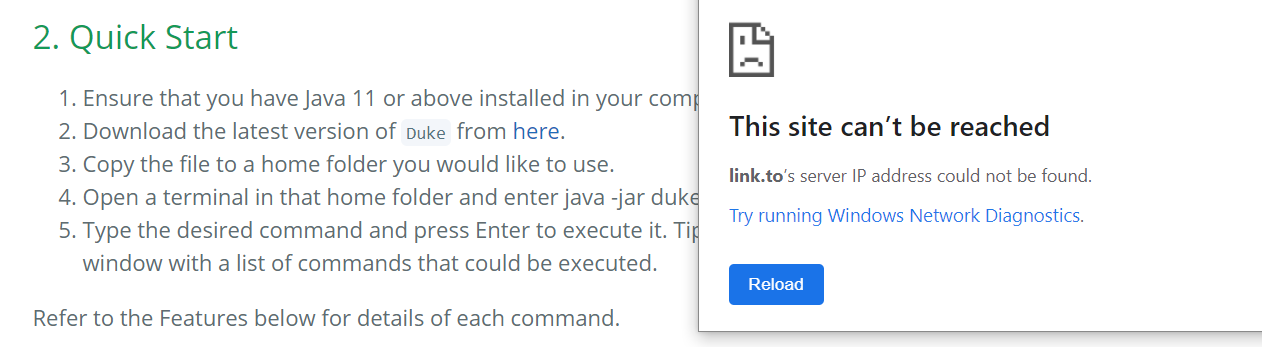 2. Quick Start
1. Ensure that you have Java 11 or above installed in your comp
2. Download the latest version of Duke from here.
3. Copy the file to a home folder you would like to use.
4. Open a terminal in that home folder and enter java -jar duke
5. Type the desired command and press Enter to execute it. Tip
window with a list of commands that could be executed.
Refer to the Features below for details of each command.
This site can’t be reached
link.to’s server IP address could not be found.
Try running Windows Network Diagnostics.
Reload